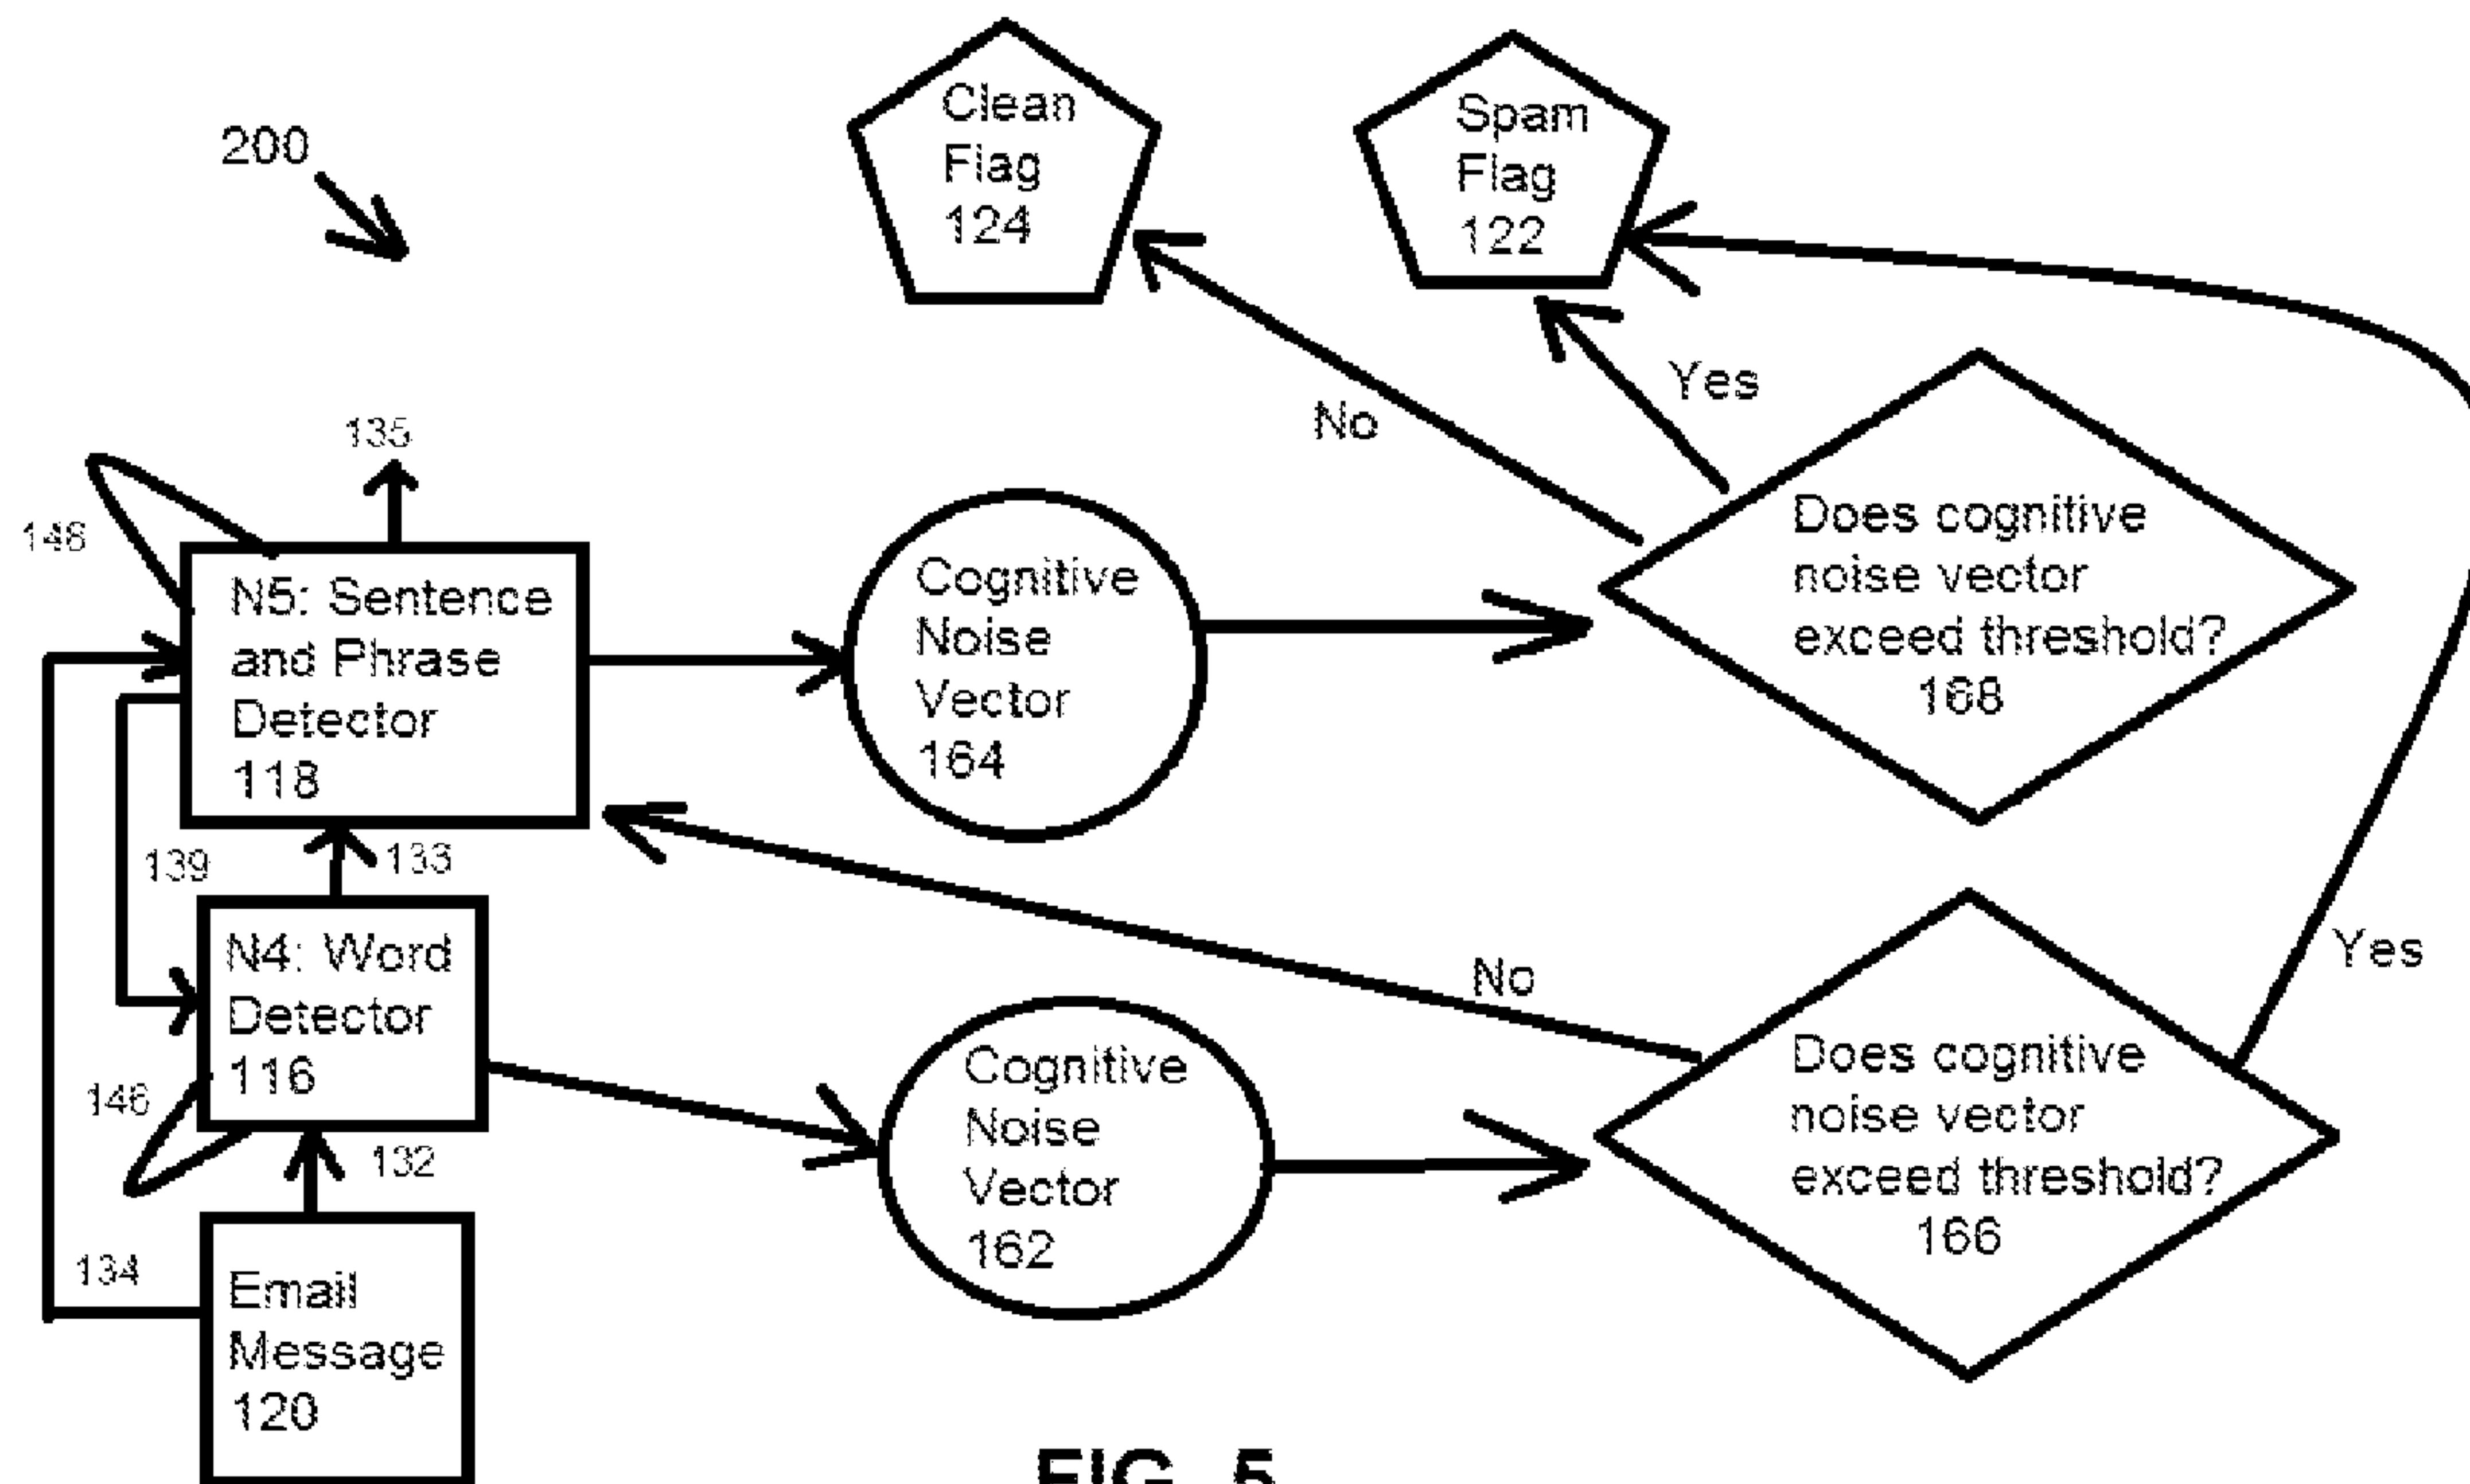 200
Clean
Flag
124
Spam
Flag
122
Yes
No
135
146
N5: Sentence
and Phrase
Detector
118
Cognitive
Noise
Vector
164
Does cognitive
noise vector
exceed threshold?
168
139
133
N4: Word
Detector
116
No
Yes
146
132
Cognitive
Noise
Vector
162
Does cognitive
noise vector
exceed threshold?
166
134
Email
Message
120
FIG. 5